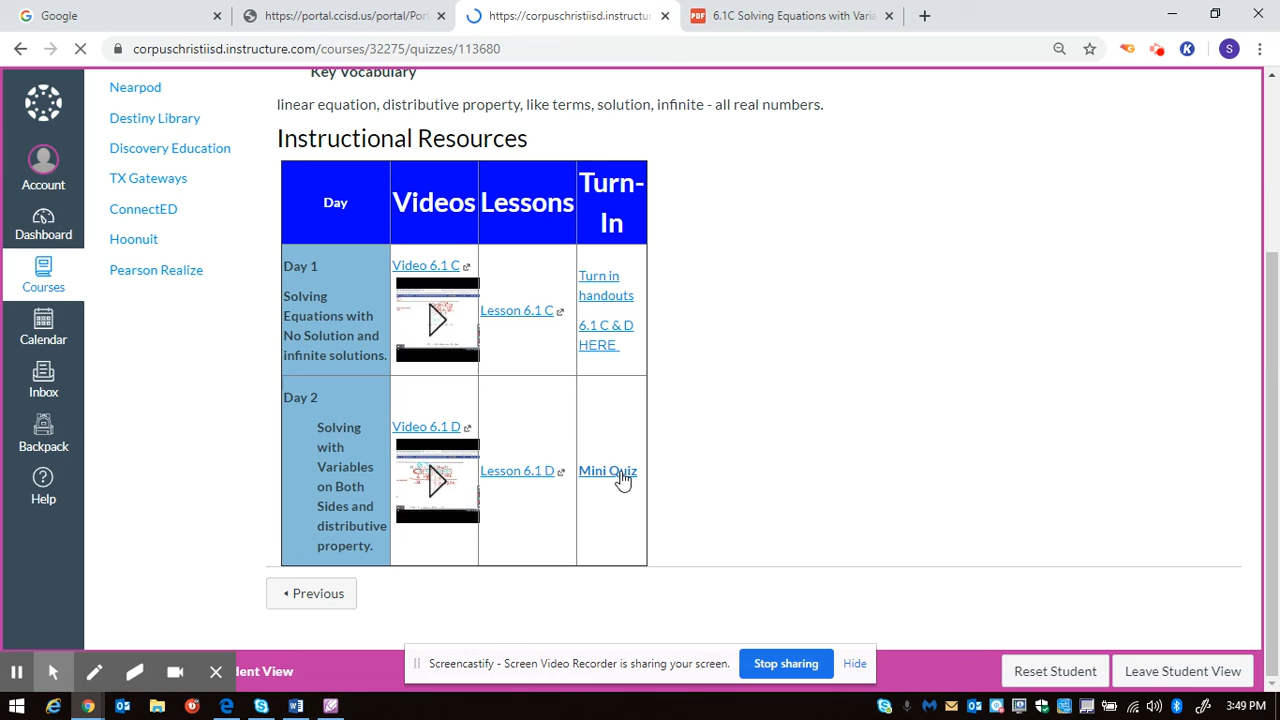 Google
https://portal.ccisd.us/portal/Port
https://corpuschristiisd.instructur
PDF
6.1C Solving Equations with Varia
corpuschristiisd.instructure.com/courses/32275/quizzes/113680
K
S
Account
Dashboard
Courses
Calendar
Inbox
Backpack
Help
Nearpod
Destiny Library
Discovery Education
TX Gateways
ConnectED
Hoonuit
Pearson Realize
Key Vocabulary
linear equation, distributive property, like terms, solution, infinite - all real numbers.
Instructional Resources
Day
Videos
Lessons
Turn-
In
Day 1
Solving
Equations with
No Solution and
infinite solutions.
Video 6.1 C
Lesson 6.1 C
Turn in
handouts
6.1 C & D
HERE
Day 2
Solving
with
Variables
on Both
Sides and
distributive
property.
Video 6.1 D
Lesson 6.1 D
Mini Quiz
Previous
dent View
Screencastify - Screen Video Recorder is sharing your screen.
Stop sharing
Hide
Reset Student
Leave Student View
3:49 PM